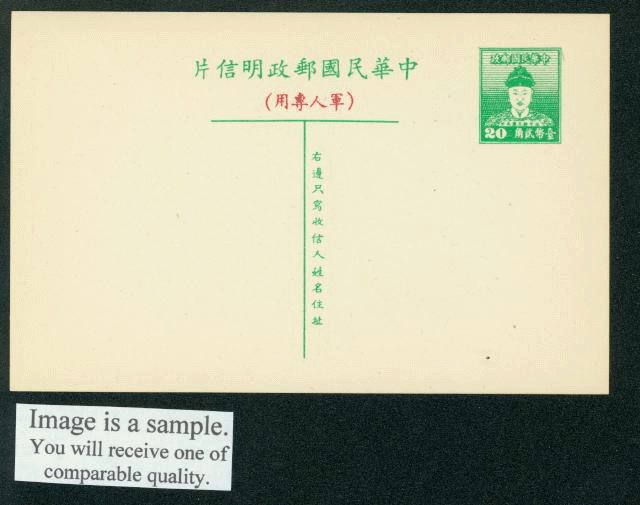 中華民國郵政明信片
（軍人專用）
中華民國郵政
20 臺幣貳角
右邊只寫收信人姓名住址
Image is a sample.
You will receive one of
comparable quality.